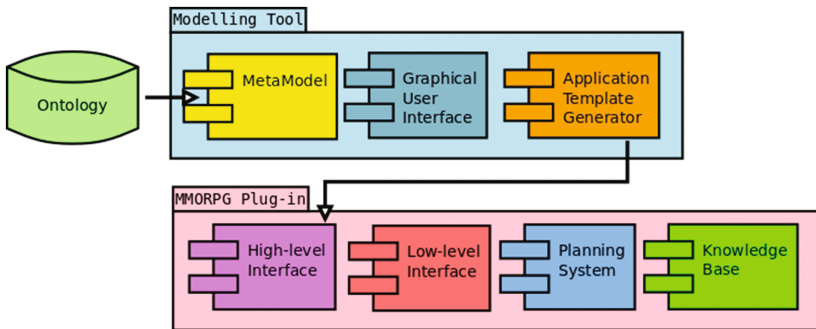 Modelling Tool
Ontology
MetaModel
Graphical
User
Interface
Application
Template
Generator
MMORPG Plug-in
High-level
Interface
Low-level
Interface
Planning
System
Knowledge
Base